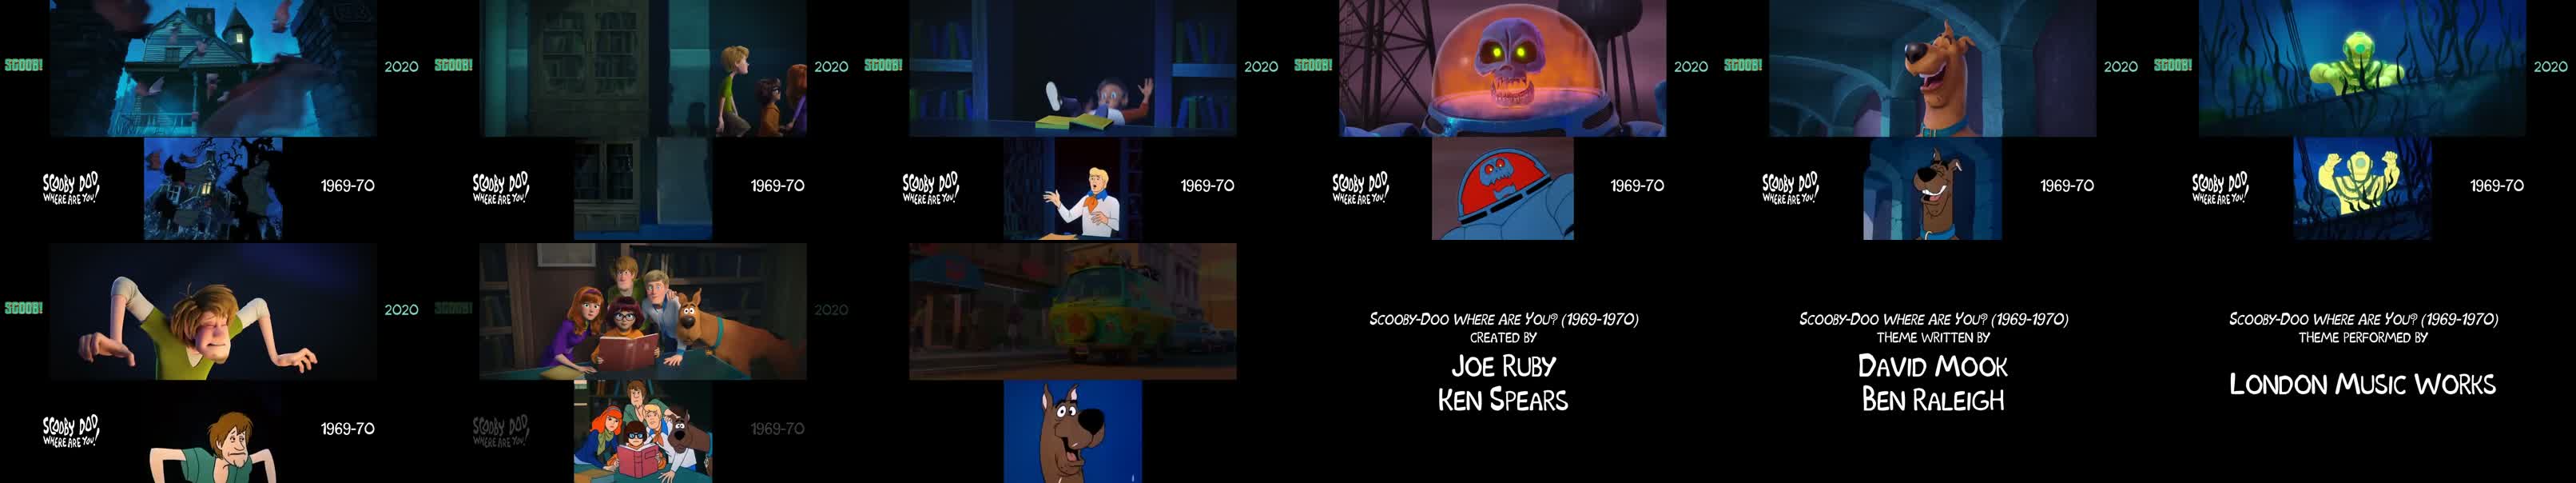 SCOOB! 2020 SCOOB! 2020 SCOOB! 2020 SCOOB! 2020 SCOOB! 2020 SCOOB! 2020
SCOOBY DOO, 1969-70 SCOOBY DOO, 1969-70 SCOOBY DOO, 1969-70 SCOOBY DOO, 1969-70 SCOOBY DOO, 1969-70 SCOOBY DOO, 1969-70
WHERE ARE YOU! WHERE ARE YOU! WHERE ARE YOU! WHERE ARE YOU! WHERE ARE YOU! WHERE ARE YOU!
SCOOB! 2020 SCOOB! 2020
SCOOBY DOO, 1969-70 SCOOBY DOO, 1969-70
WHERE ARE YOU! WHERE ARE YOU!
SCOOBY-DOO WHERE ARE YOU? (1969-1970)
CREATED BY
JOE RUBY
KEN SPEARS
SCOOBY-DOO WHERE ARE YOU? (1969-1970)
THEME WRITTEN BY
DAVID MOOK
BEN RALEIGH
SCOOBY-DOO WHERE ARE YOU? (1969-1970)
THEME PERFORMED BY
LONDON MUSIC WORKS